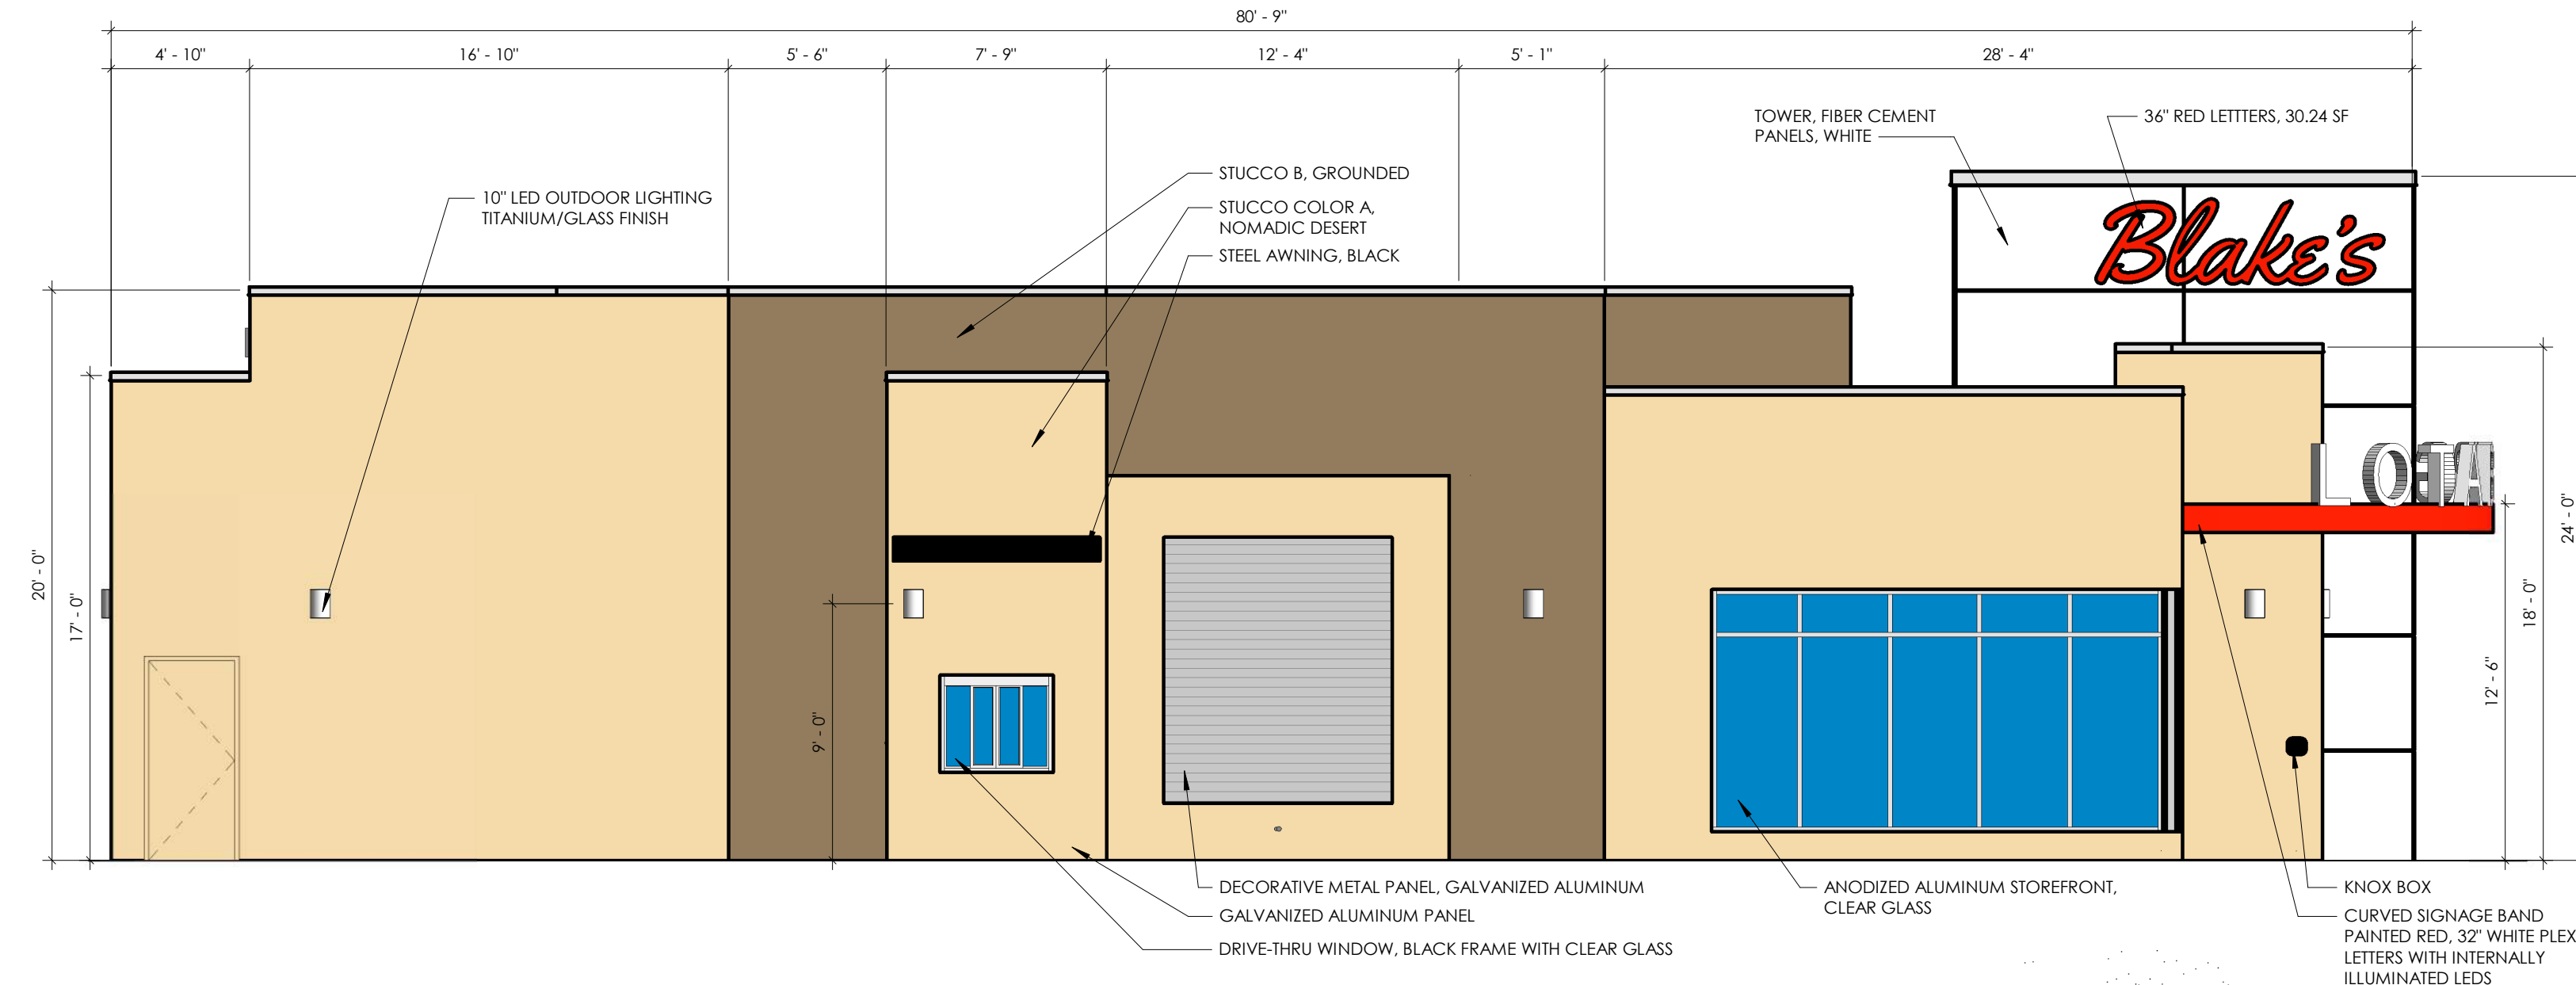 80' - 9"
4' - 10"
16' - 10"
5' - 6"
7' - 9"
12' - 4"
5' - 1"
28' - 4"
TOWER, FIBER CEMENT
PANELS, WHITE
36" RED LETTTERS, 30.24 SF
STUCCO B, GROUNDED
10" LED OUTDOOR LIGHTING
TITANIUM/GLASS FINISH
STUCCO COLOR A,
NOMADIC DESERT
STEEL AWNING, BLACK
Blake's
LOTA
20' - 0"
17' - 0"
9' - 0"
24' - 0"
18' - 0"
12' - 6"
DECORATIVE METAL PANEL, GALVANIZED ALUMINUM
GALVANIZED ALUMINUM PANEL
DRIVE-THRU WINDOW, BLACK FRAME WITH CLEAR GLASS
ANODIZED ALUMINUM STOREFRONT,
CLEAR GLASS
KNOX BOX
CURVED SIGNAGE BAND
PAINTED RED, 32" WHITE PLEX
LETTERS WITH INTERNALLY
ILLUMINATED LEDS